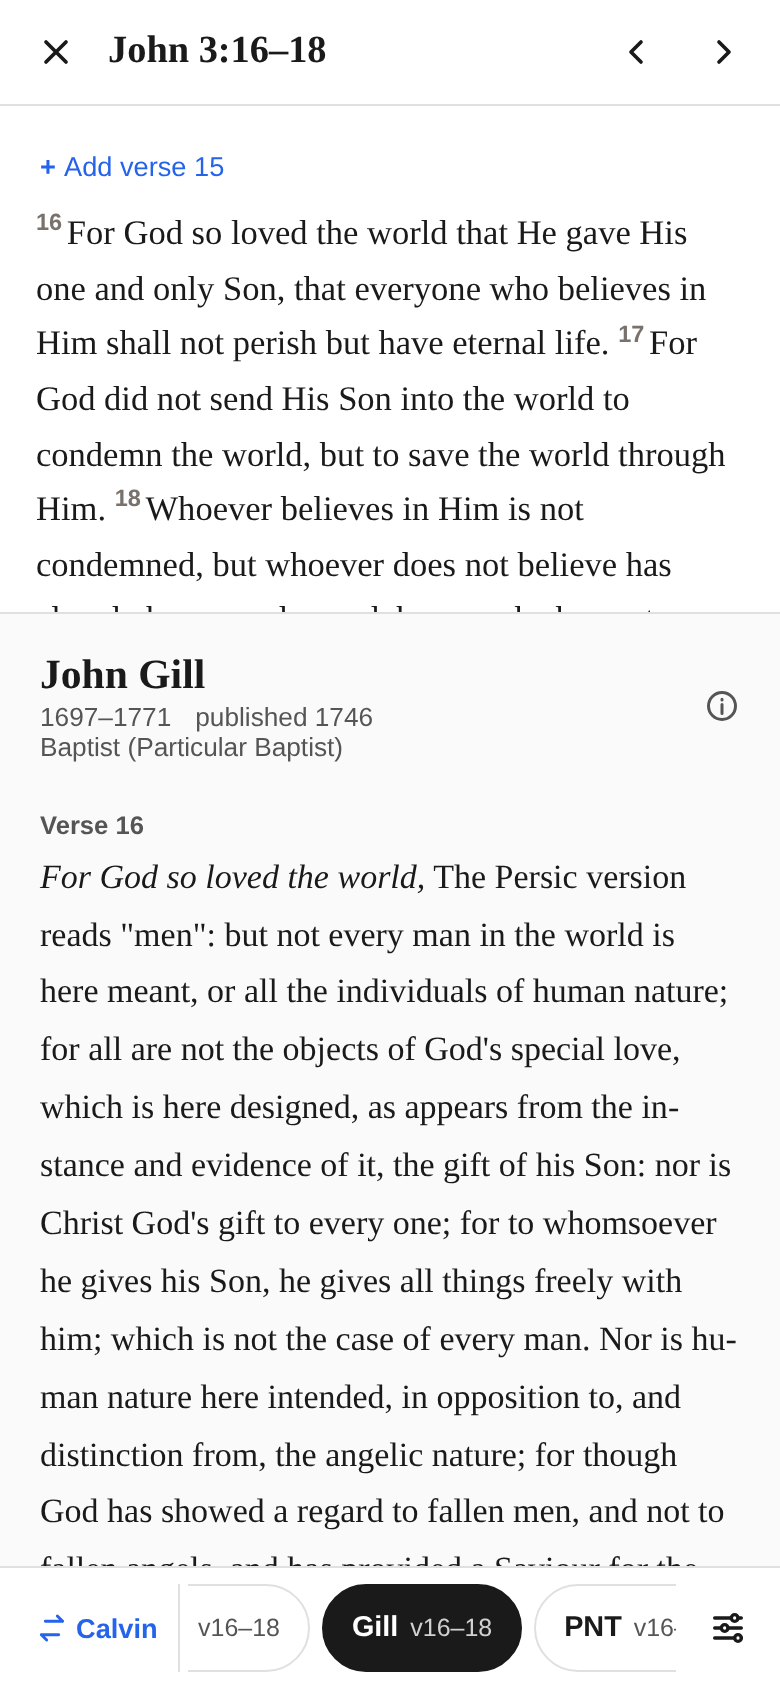 John 3:16–18
+ Add verse 15
16 For God so loved the world that He gave His
one and only Son, that everyone who believes in
Him shall not perish but have eternal life. 17 For
God did not send His Son into the world to
condemn the world, but to save the world through
Him. 18 Whoever believes in Him is not
condemned, but whoever does not believe has
John Gill
1697–1771 published 1746
Baptist (Particular Baptist)
Verse 16
For God so loved the world, The Persic version
reads "men": but not every man in the world is
here meant, or all the individuals of human nature;
for all are not the objects of God's special love,
which is here designed, as appears from the in-
stance and evidence of it, the gift of his Son: nor is
Christ God's gift to every one; for to whomsoever
he gives his Son, he gives all things freely with
him; which is not the case of every man. Nor is hu-
man nature here intended, in opposition to, and
distinction from, the angelic nature; for though
God has showed a regard to fallen men, and not to
fallen angels, and has provided a Saviour for the
Calvin v16–18 Gill v16–18 PNT v16-